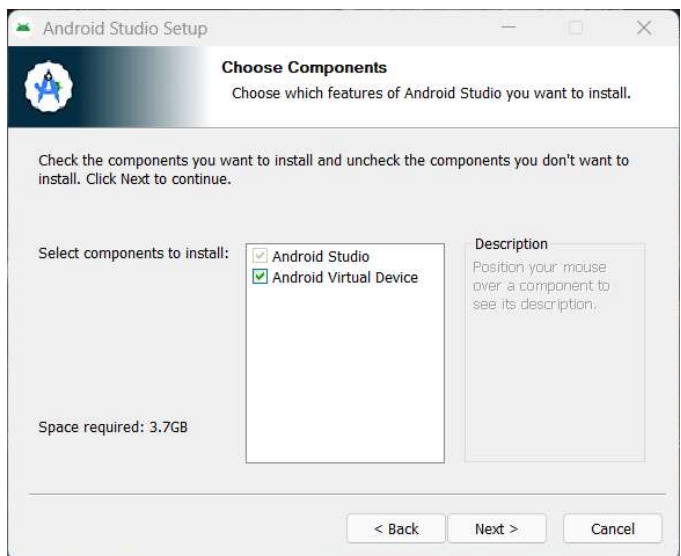 Android Studio Setup
Choose Components
Choose which features of Android Studio you want to install.
Check the components you want to install and uncheck the components you don't want to
install. Click Next to continue.
Select components to install:
Android Studio
Android Virtual Device
Description
Position your mouse
over a component to
see its description.
Space required: 3.7GB
< Back
Next >
Cancel